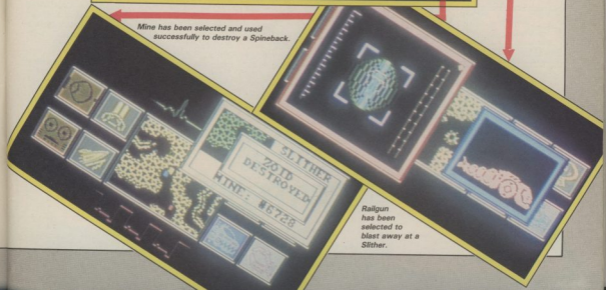 Mine has been selected and used
successfully to destroy a Spineback.
SLITHER
ZOID
DESTROYED
MINE: #6728
Railgun
has been
selected to
blast away at a
Slither.